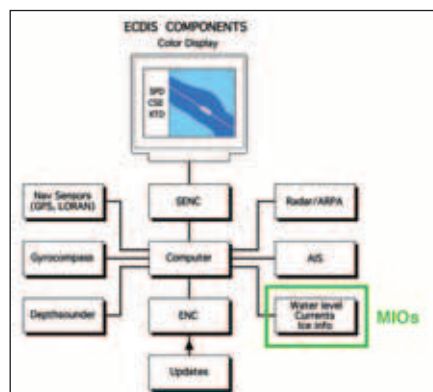 ECDIS COMPONENTS
Color Display
SPD
CSE
XTD
SENC
Nav Sensors
(GPS, LORAN)
Radar/ARPA
Gyrocompass
Computer
AIS
Depthsounder
ENC
Water level
Currents
Ice info
MIOs
Updates